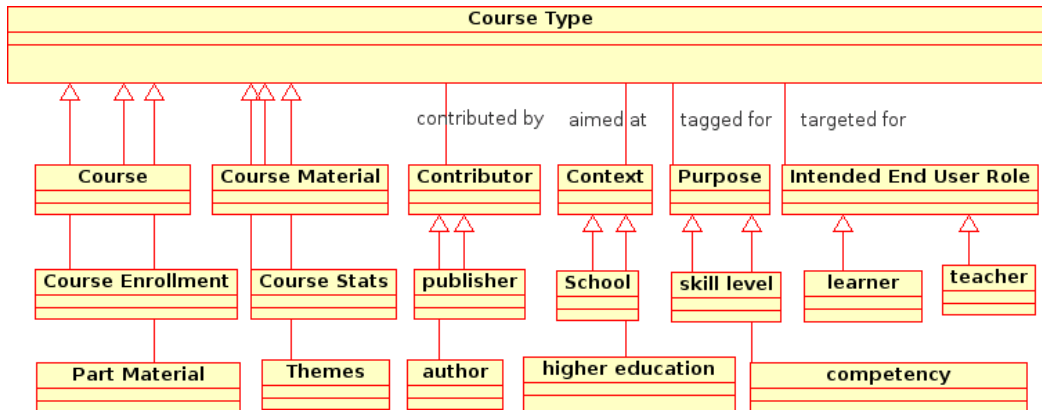 Course Type
contributed by aimed at tagged for targeted for
Course Course Material Contributor Context Purpose Intended End User Role
Course Enrollment Course Stats publisher School skill level learner teacher
Part Material Themes author higher education competency